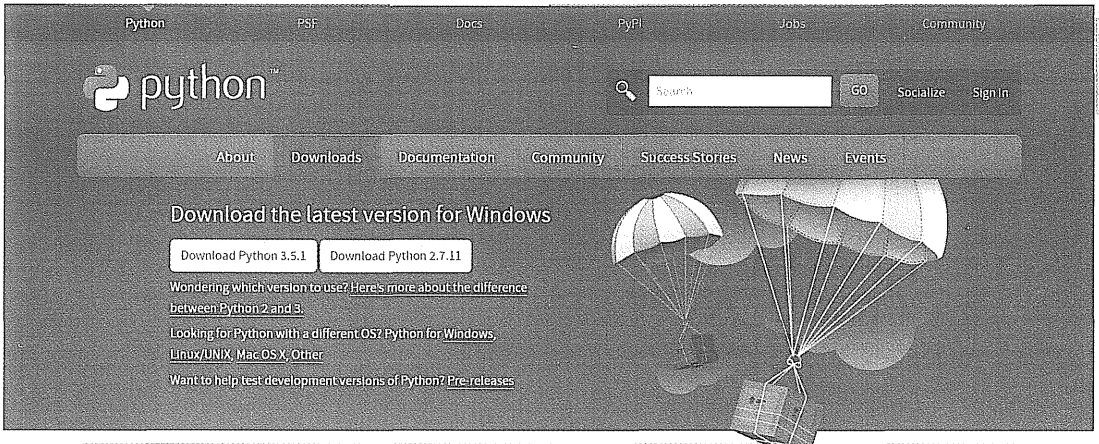 Python PSF Docs PyPI Jobs Community
python™
Search GO Socialize Sign In
About Downloads Documentation Community Success Stories News Events
Download the latest version for Windows
Download Python 3.5.1 Download Python 2.7.11
Wondering which version to use? Here's more about the difference
between Python 2 and 3.
Looking for Python with a different OS? Python for Windows,
Linux/UNIX, Mac OS X, Other
Want to help test development versions of Python? Pre-releases